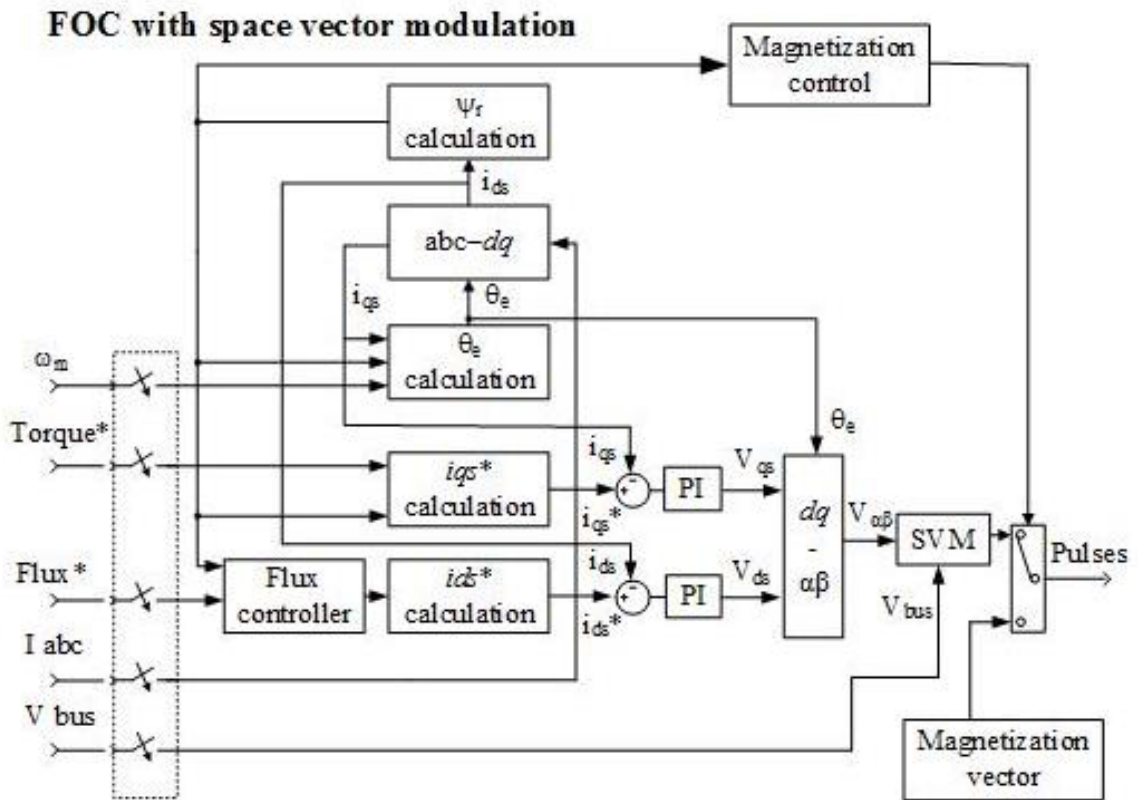 FOC with space vector modulation
Magnetization
control
Ψr
calculation
ids
abc–dq
iqs
θe
θe
calculation
ωm
Torque*
θe
iqs
iqs*
calculation
PI
Vqs
iqs*
dq
-
αβ
Vαβ
SVM
Pulses
Flux*
Flux
controller
ids*
calculation
ids
PI
Vds
ids*
Vbus
I abc
V bus
Magnetization
vector